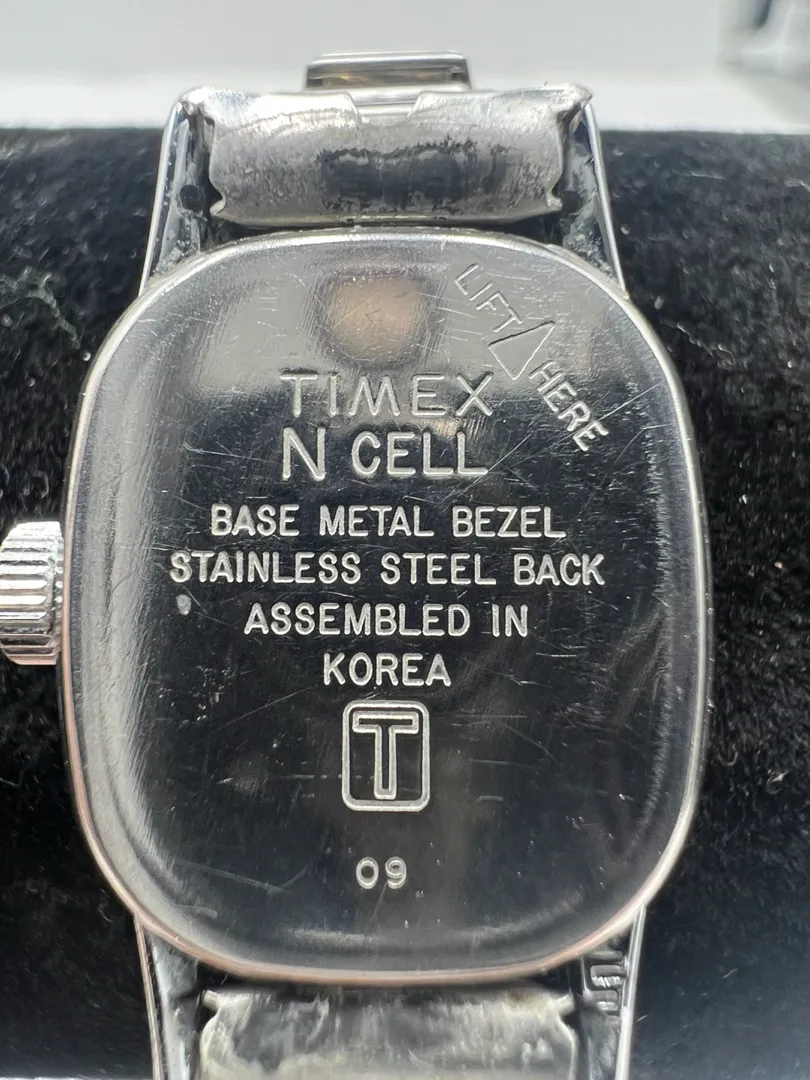 LIFT HERE
TIMEX
N CELL
BASE METAL BEZEL
STAINLESS STEEL BACK
ASSEMBLED IN
KOREA
T
09